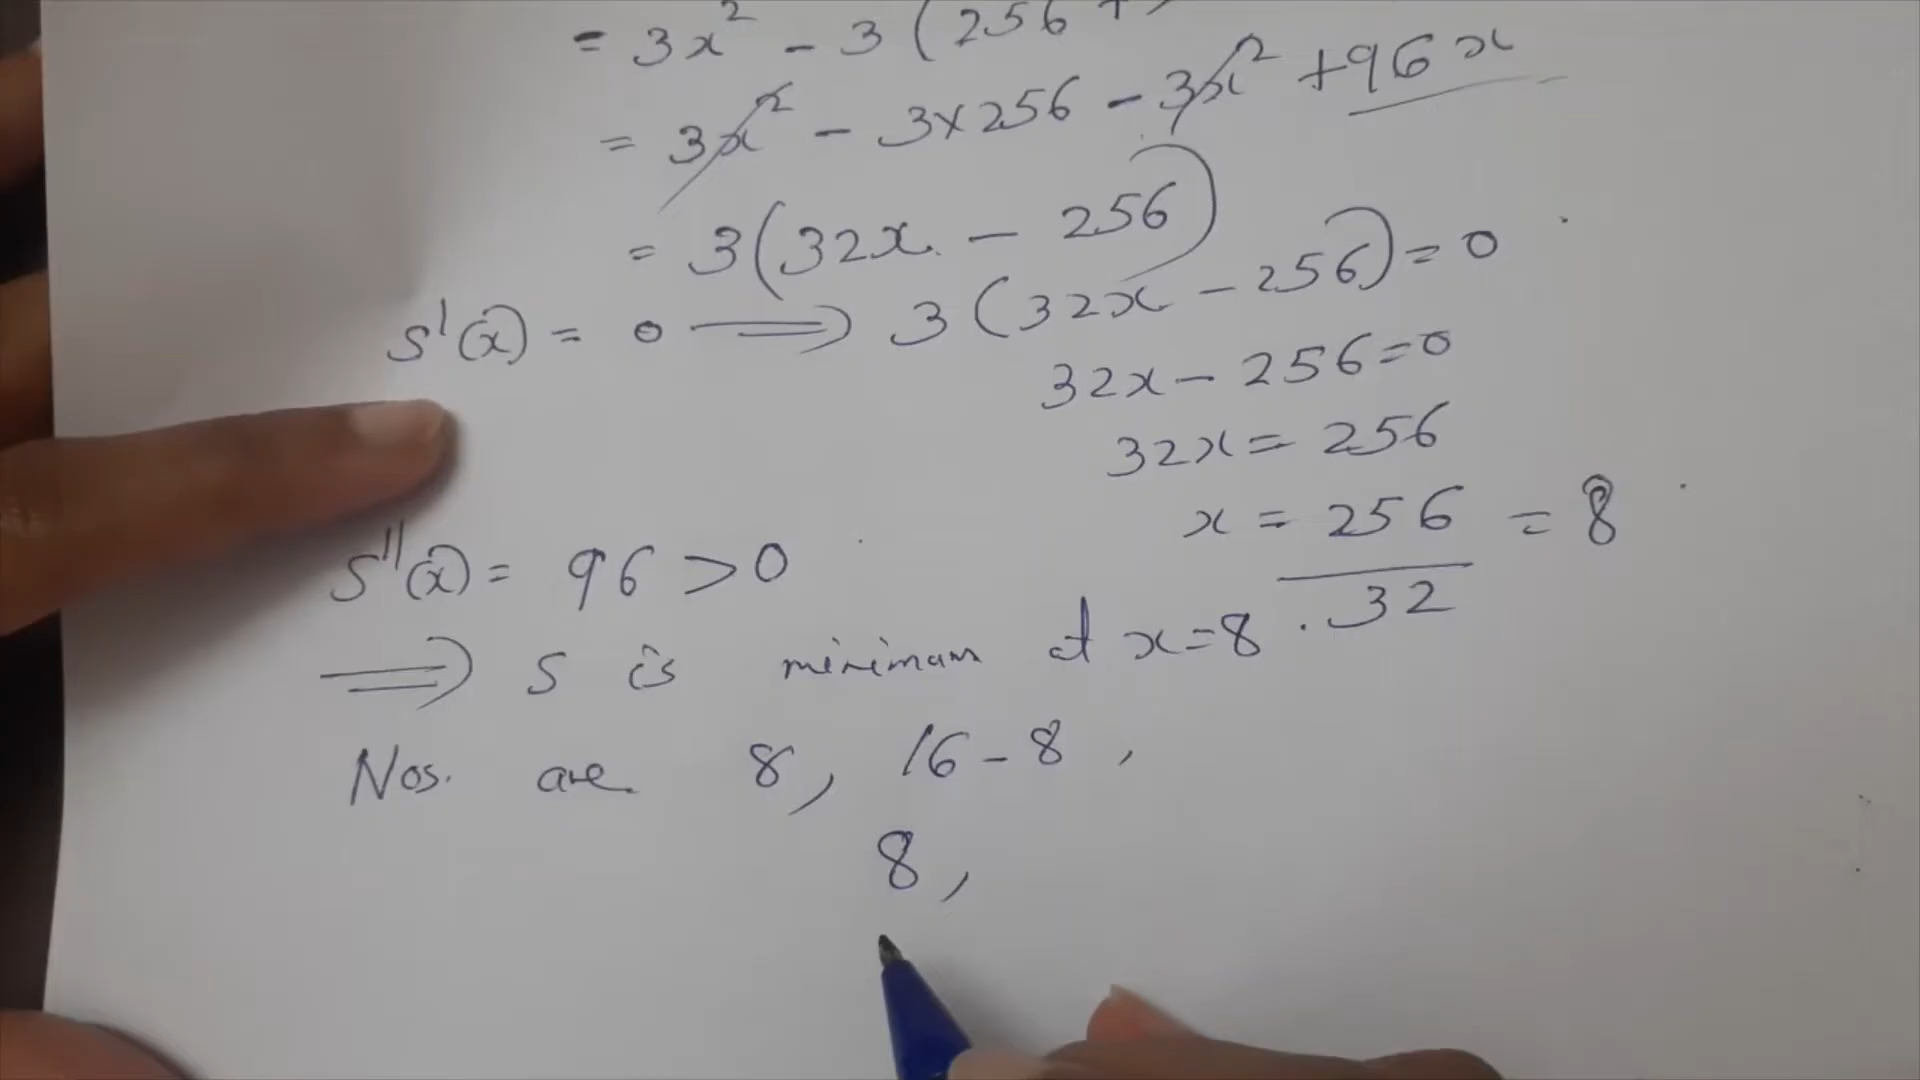 = 3x² - 3(256 +
= 3x² - 3×256 - 3x² + 96x
= 3(32x - 256)
s'(x) = 0 ⟹ 3(32x - 256) = 0
32x - 256 = 0
32x = 256
x = 256/32 = 8
s''(x) = 96 > 0
⟹ S is minimum at x = 8.
Nos. are 8, 16 - 8,
8,